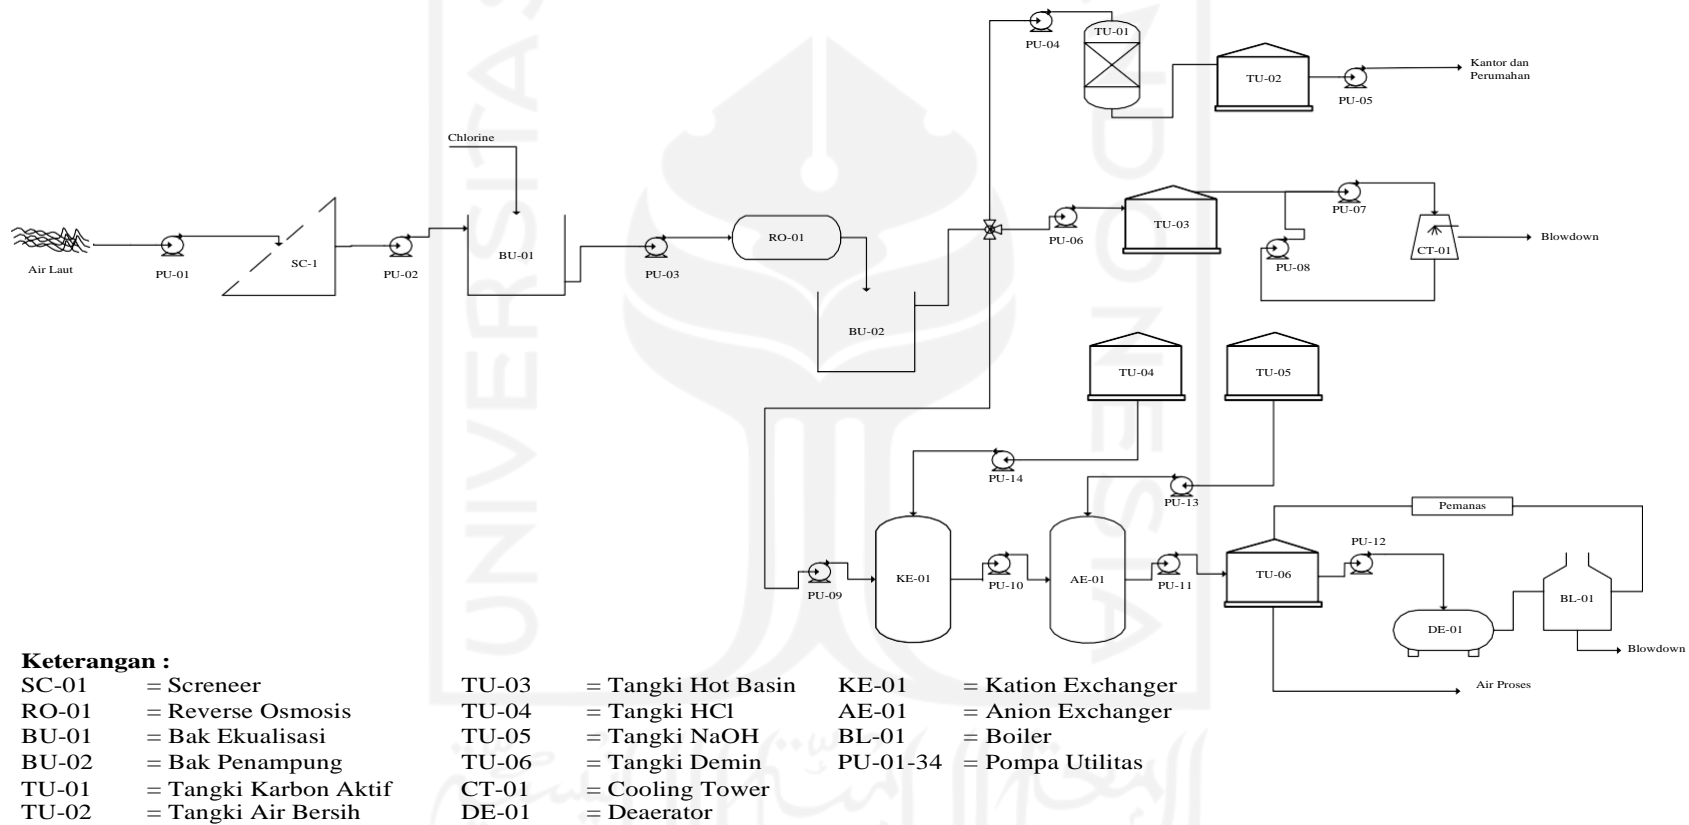 PU-04
TU-01
TU-02
PU-05
Kantor dan
Perumahan
Chlorine
Air Laut
PU-01
SC-1
PU-02
BU-01
PU-03
RO-01
BU-02
PU-06
TU-03
PU-07
PU-08
CT-01
Blowdown
TU-04
TU-05
PU-14
PU-13
PU-09
KE-01
PU-10
AE-01
PU-11
TU-06
PU-12
Pemanas
DE-01
BL-01
Blowdown
Air Proses
Keterangan :
SC-01 = Screneer
RO-01 = Reverse Osmosis
BU-01 = Bak Ekualisasi
BU-02 = Bak Penampung
TU-01 = Tangki Karbon Aktif
TU-02 = Tangki Air Bersih
TU-03 = Tangki Hot Basin
TU-04 = Tangki HCl
TU-05 = Tangki NaOH
TU-06 = Tangki Demin
CT-01 = Cooling Tower
DE-01 = Deaerator
KE-01 = Kation Exchanger
AE-01 = Anion Exchanger
BL-01 = Boiler
PU-01-34 = Pompa Utilitas
UNIVERSITAS
INDONESIA